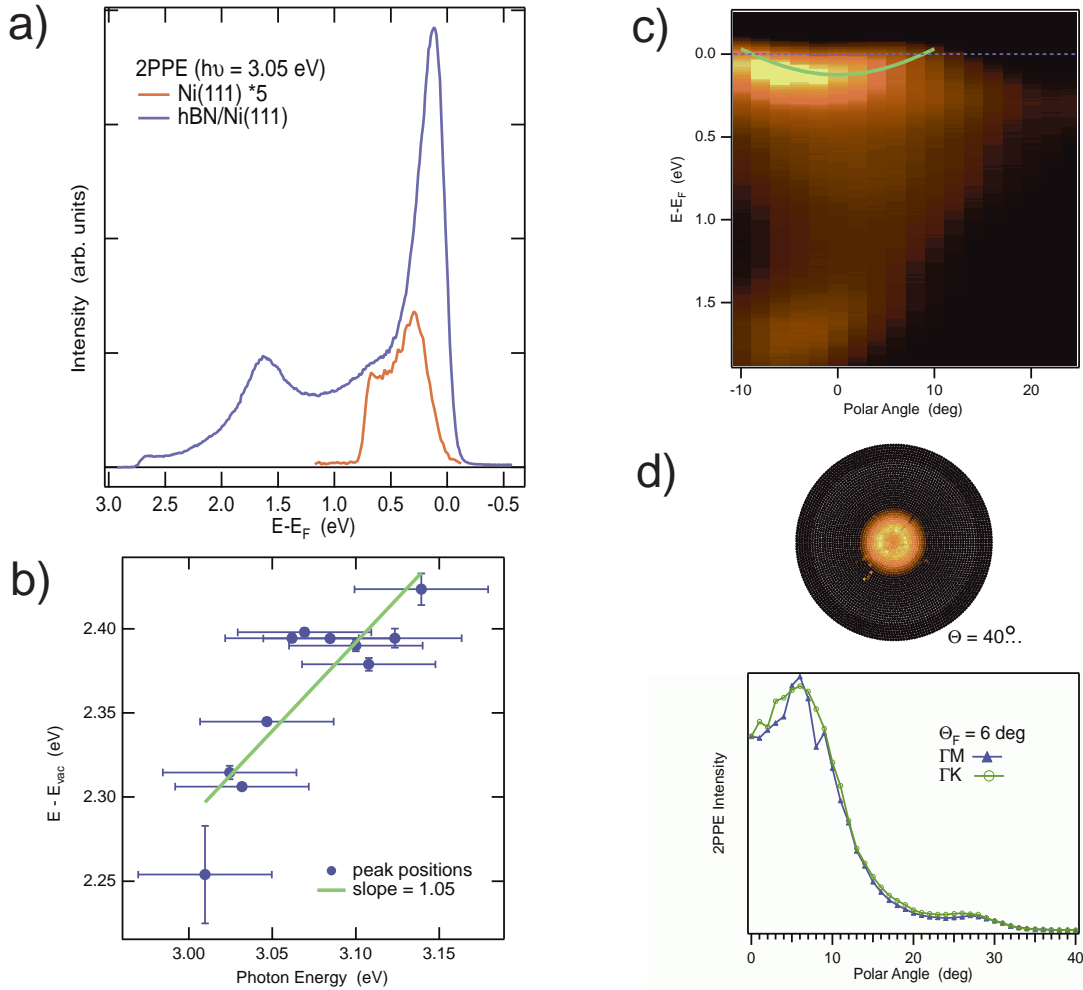 a)
2PPE (hυ = 3.05 eV)
Ni(111) *5
hBN/Ni(111)
Intensity (arb. units)
3.0 2.5 2.0 1.5 1.0 0.5 0.0 -0.5
E-E_F (eV)
b)
2.40
2.35
2.30
2.25
E - E_vac (eV)
peak positions
slope = 1.05
3.00 3.05 3.10 3.15
Photon Energy (eV)
c)
0.0
0.5
1.0
1.5
E-E_F (eV)
-10 0 10 20
Polar Angle (deg)
d)
Θ = 40°...
Θ_F = 6 deg
ΓM
ΓK
2PPE Intensity
0 10 20 30 40
Polar Angle (deg)